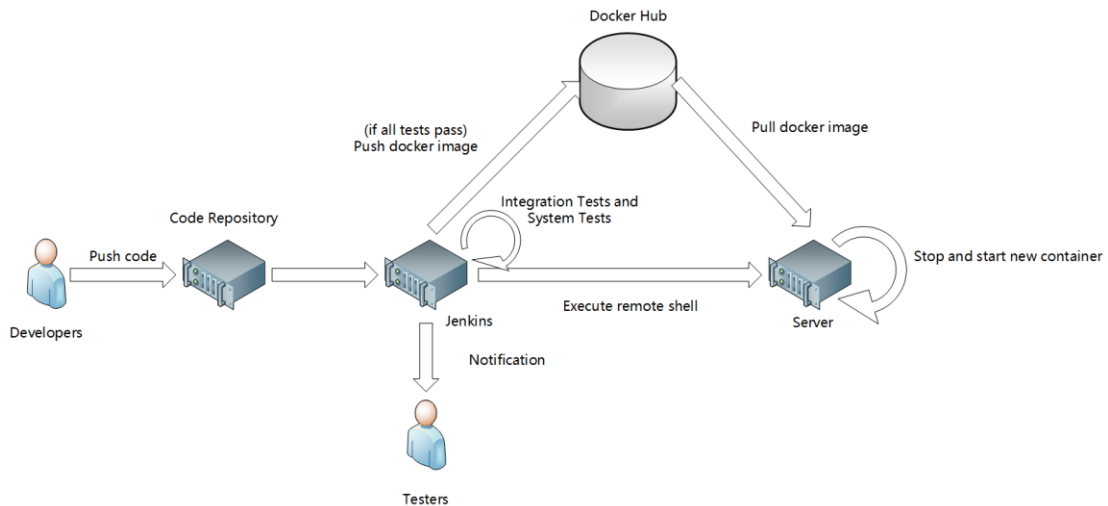 Docker Hub
(if all tests pass)
Push docker image
Pull docker image
Integration Tests and
System Tests
Code Repository
Push code
Stop and start new container
Execute remote shell
Developers
Jenkins
Server
Notification
Testers